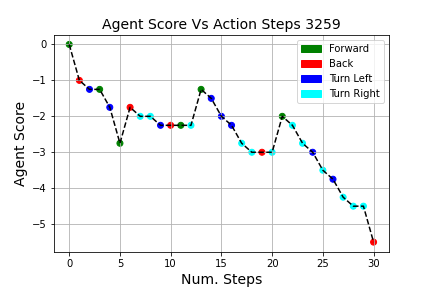 Agent Score Vs Action Steps 3259
Forward
Back
Turn Left
Turn Right
Agent Score
0
−1
−2
−3
−4
−5
0 5 10 15 20 25 30
Num. Steps